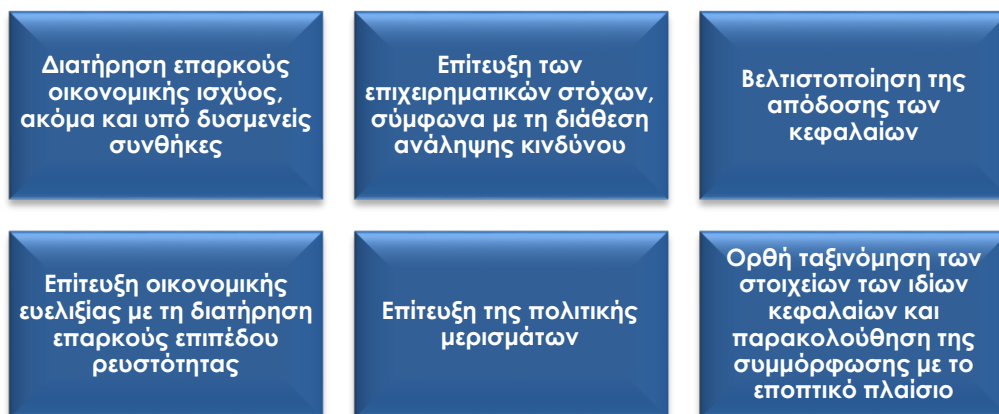 Διατήρηση επαρκούς
οικονομικής ισχύος,
ακόμα και υπό δυσμενείς
συνθήκες
Επίτευξη των
επιχειρηματικών στόχων,
σύμφωνα με τη διάθεση
ανάληψης κινδύνου
Βελτιστοποίηση της
απόδοσης των
κεφαλαίων
Επίτευξη οικονομικής
ευελιξίας με τη διατήρηση
επαρκούς επιπέδου
ρευστότητας
Επίτευξη της πολιτικής
μερισμάτων
Ορθή ταξινόμηση των
στοιχείων των ιδίων
κεφαλαίων και
παρακολούθηση της
συμμόρφωσης με το
εποπτικό πλαίσιο